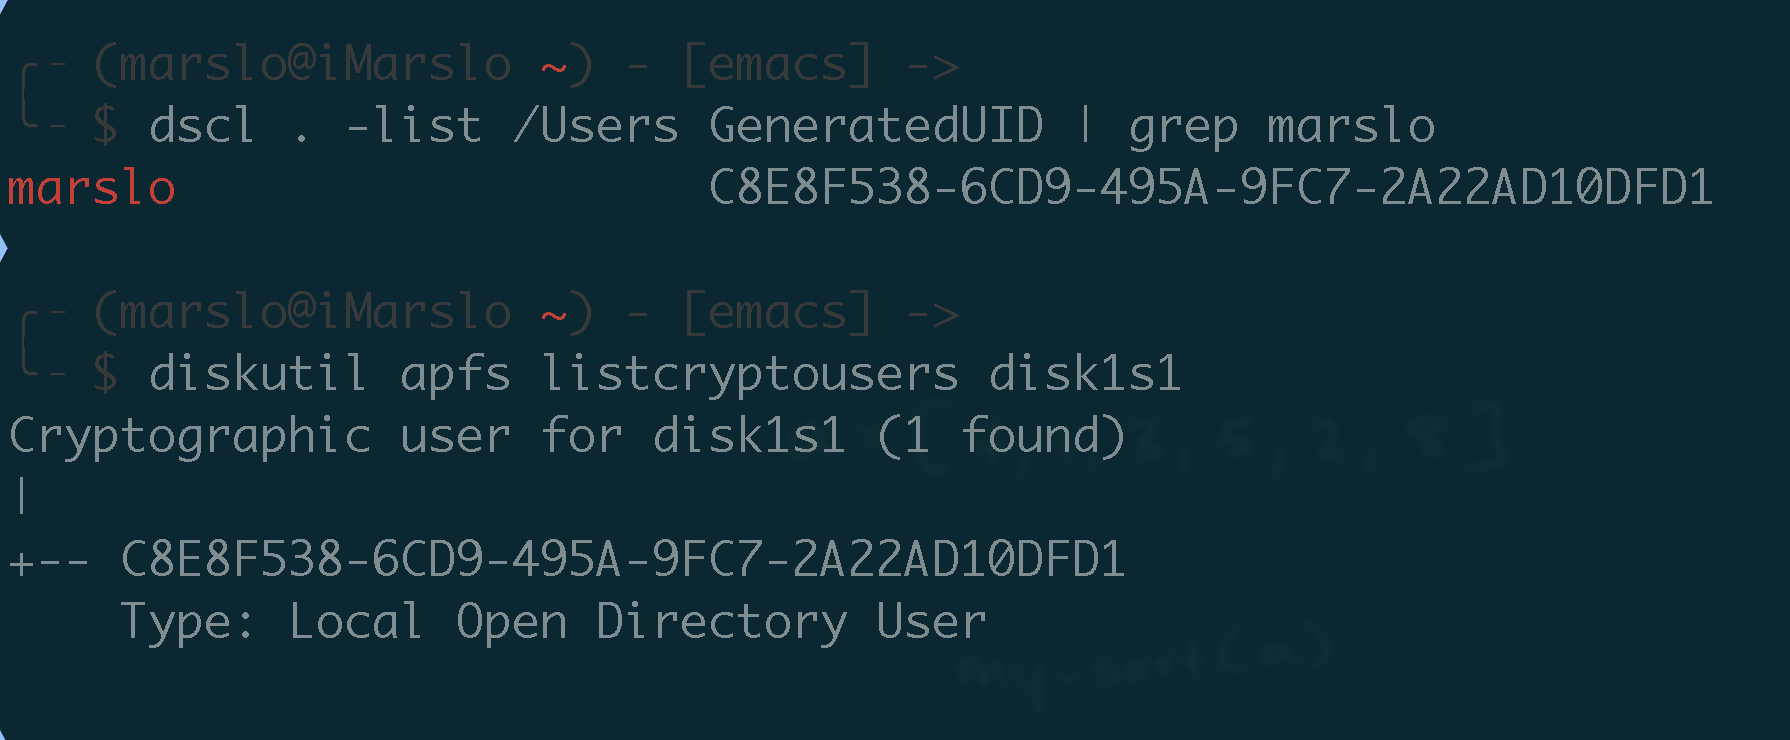 ╭- (marslo@iMarslo ~) - [emacs] ->
╰- $ dscl . -list /Users GeneratedUID | grep marslo
marslo                   C8E8F538-6CD9-495A-9FC7-2A22AD10DFD1
╭- (marslo@iMarslo ~) - [emacs] ->
╰- $ diskutil apfs listcryptousers disk1s1
Cryptographic user for disk1s1 (1 found)
|
+-- C8E8F538-6CD9-495A-9FC7-2A22AD10DFD1
    Type: Local Open Directory User
my-sort(a)